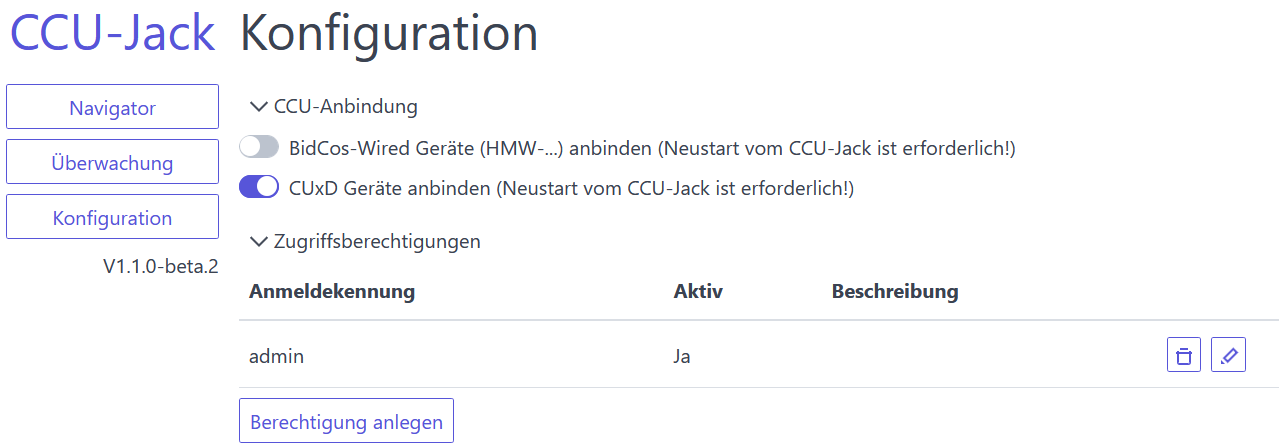 CCU-Jack
Konfiguration
Navigator
Überwachung
Konfiguration
V1.1.0-beta.2
CCU-Anbindung
BidCos-Wired Geräte (HMW-...) anbinden (Neustart vom CCU-Jack ist erforderlich!)
CUxD Geräte anbinden (Neustart vom CCU-Jack ist erforderlich!)
Zugriffsberechtigungen
Anmeldekennung Aktiv Beschreibung
admin Ja
Berechtigung anlegen